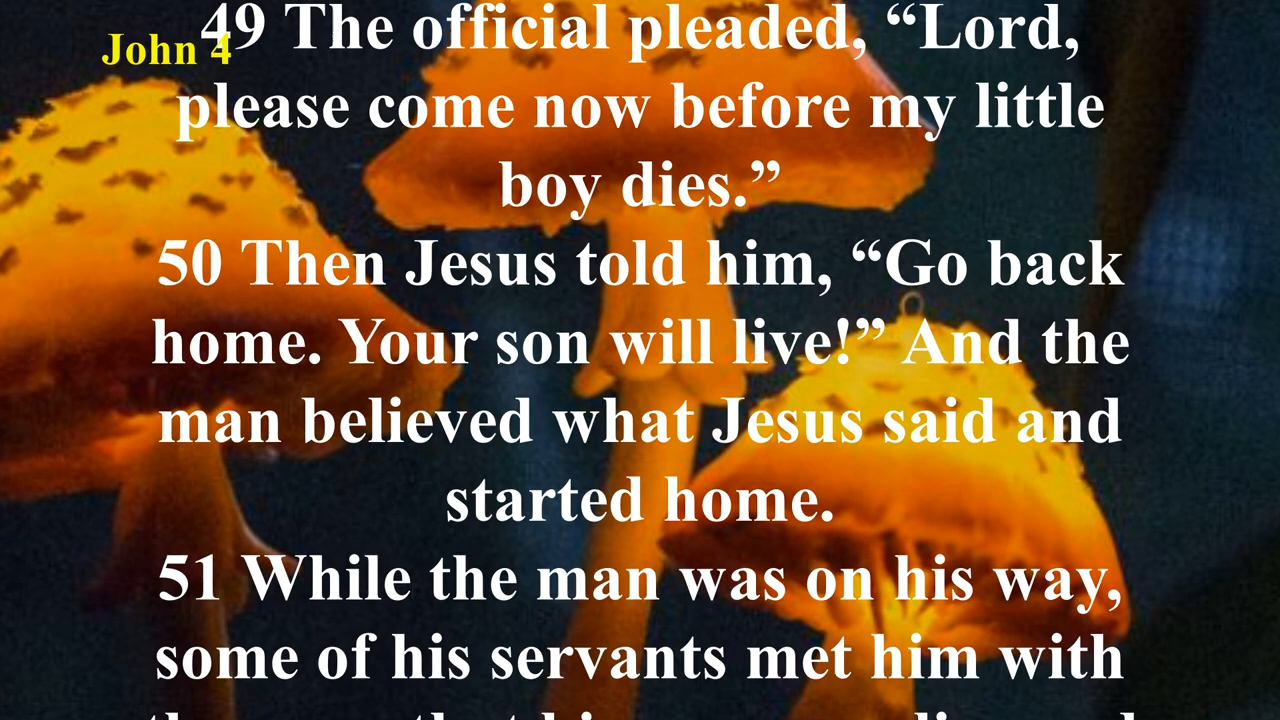 John 4
49 The official pleaded, “Lord,
please come now before my little
boy dies.”
50 Then Jesus told him, “Go back
home. Your son will live!” And the
man believed what Jesus said and
started home.
51 While the man was on his way,
some of his servants met him with